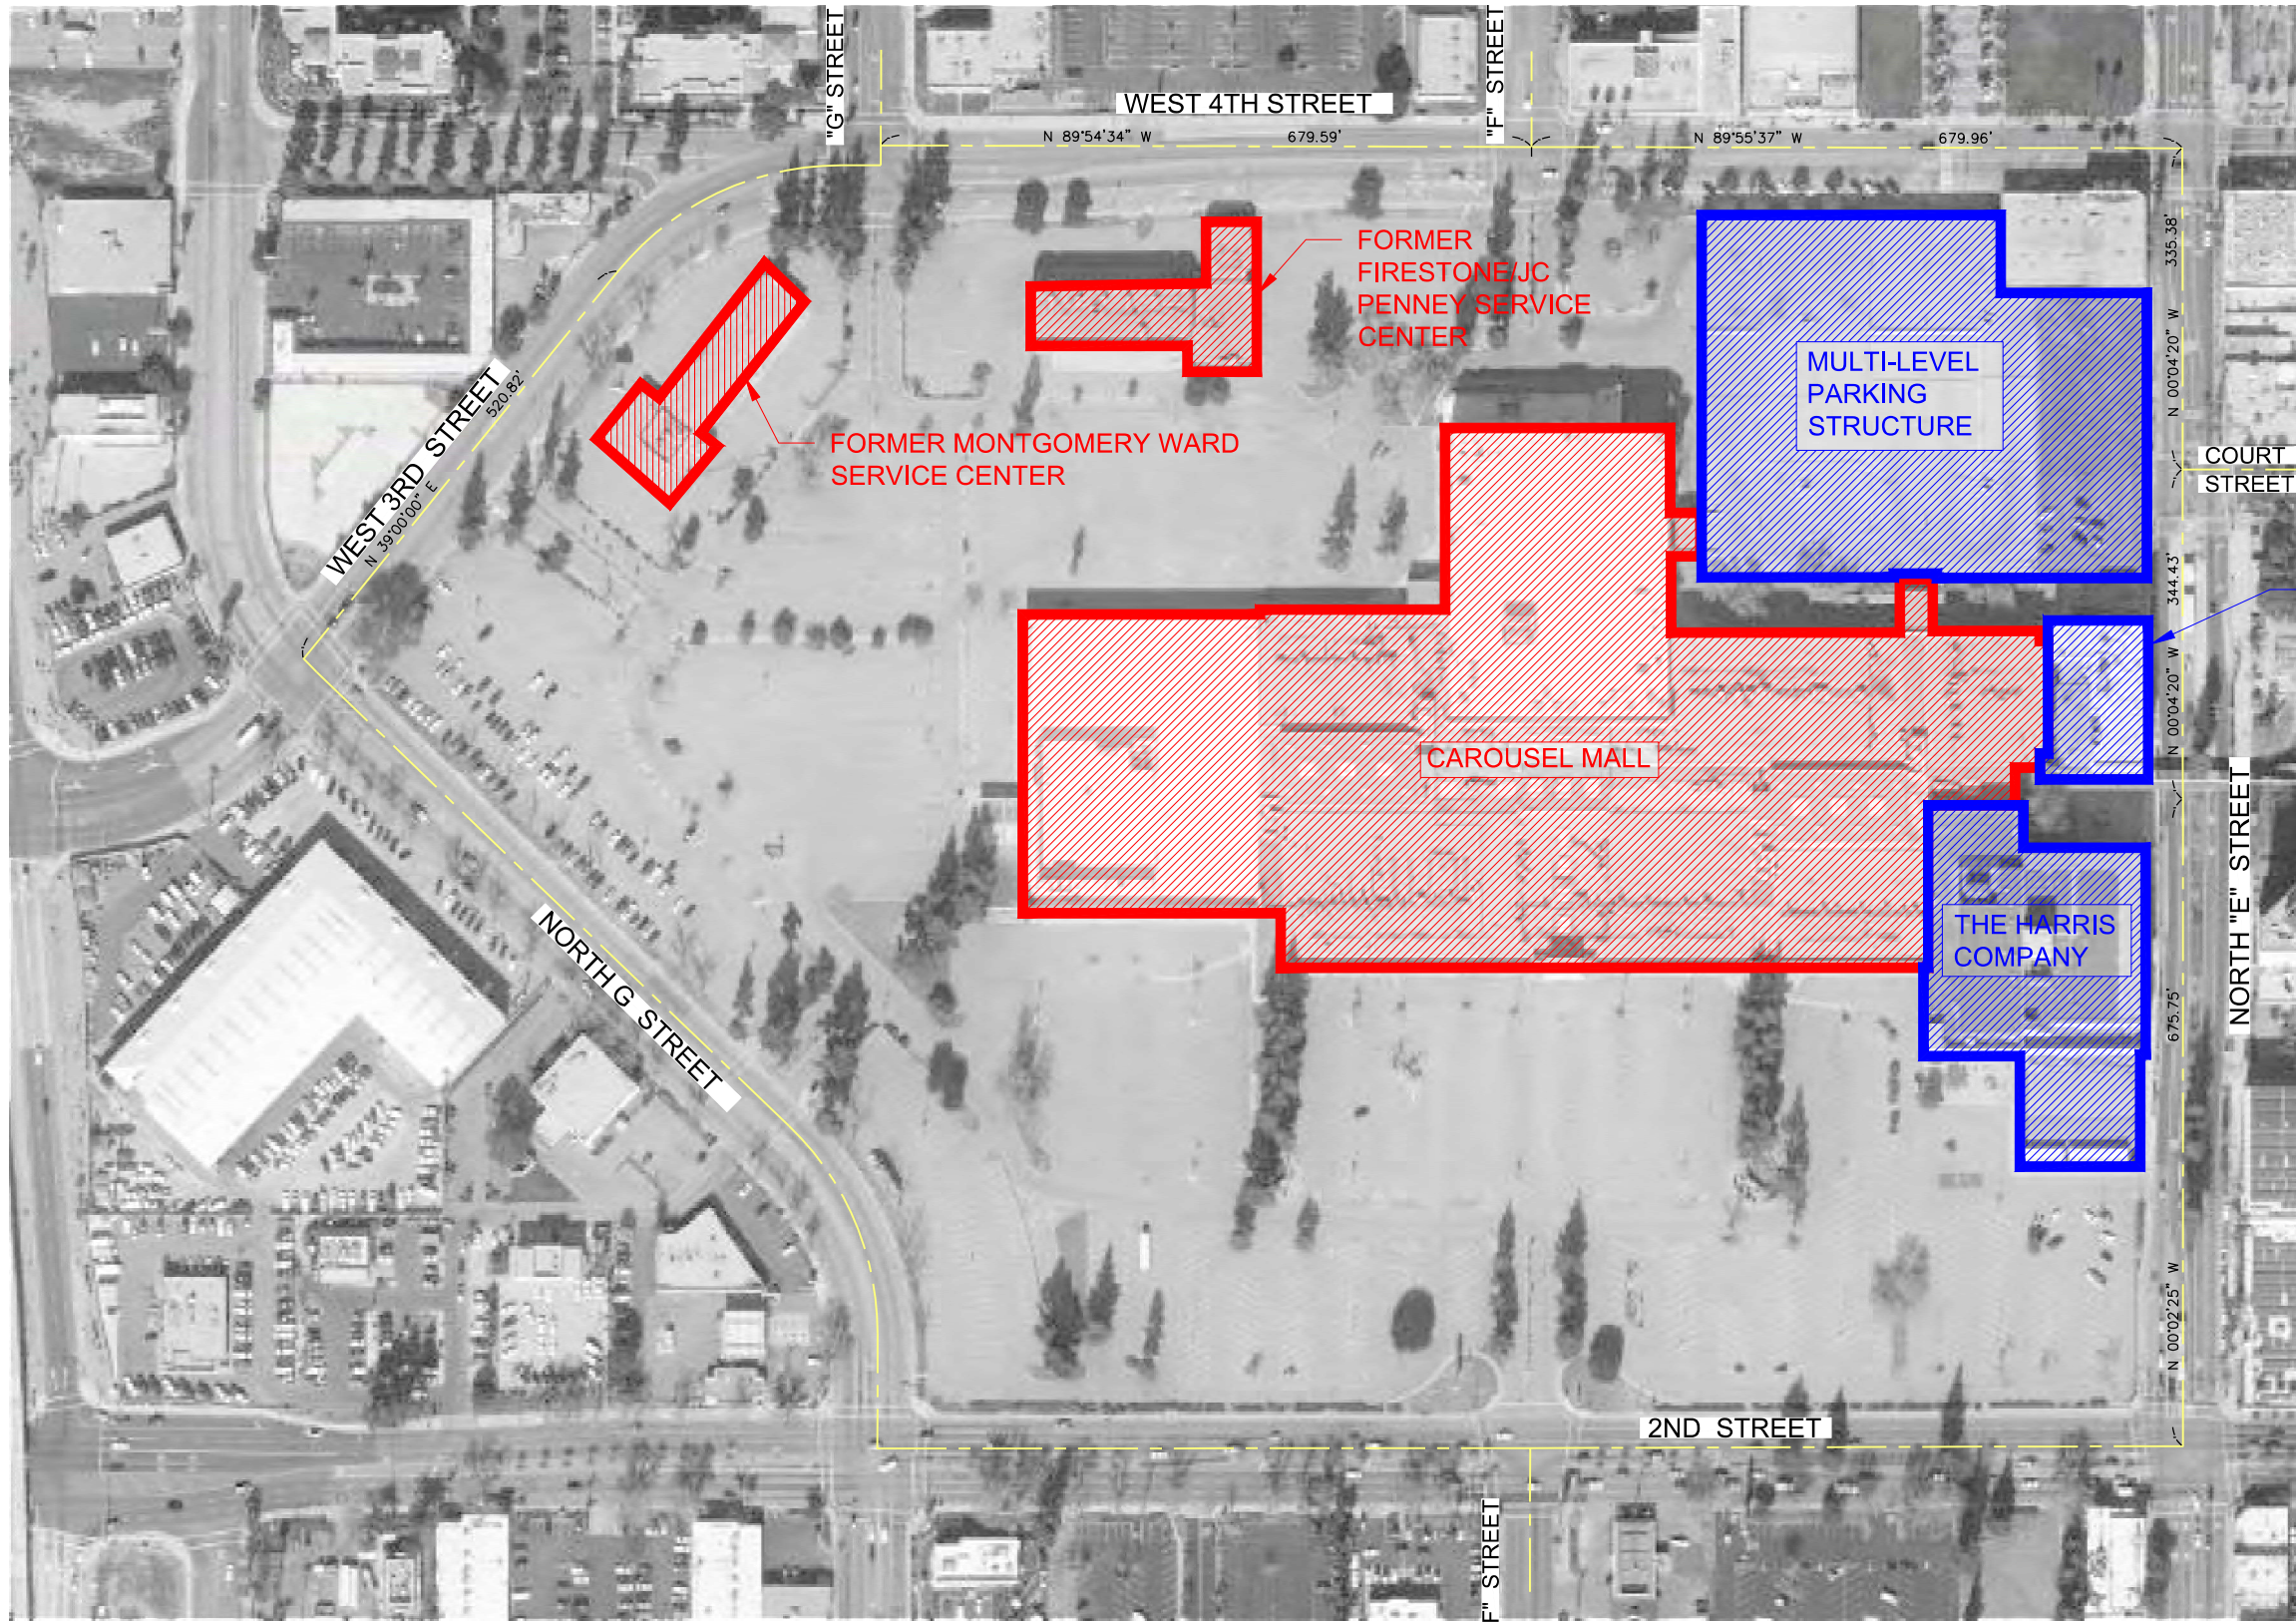 "G" STREET
"F" STREET
WEST 4TH STREET
N 89°54'34" W
679.59'
N 89°55'37" W
679.96'
335.38'
N 00°04'20" W
FORMER
FIRESTONE/JC
PENNEY SERVICE
CENTER
MULTI-LEVEL
PARKING
STRUCTURE
WEST 3RD STREET
520.82'
N 39°00'00" E
FORMER MONTGOMERY WARD
SERVICE CENTER
COURT
STREET
344.43'
N 00°04'20" W
CAROUSEL MALL
NORTH "E" STREET
THE HARRIS
COMPANY
NORTH G STREET
675.75'
N 00°02'25" W
2ND STREET
F" STREET